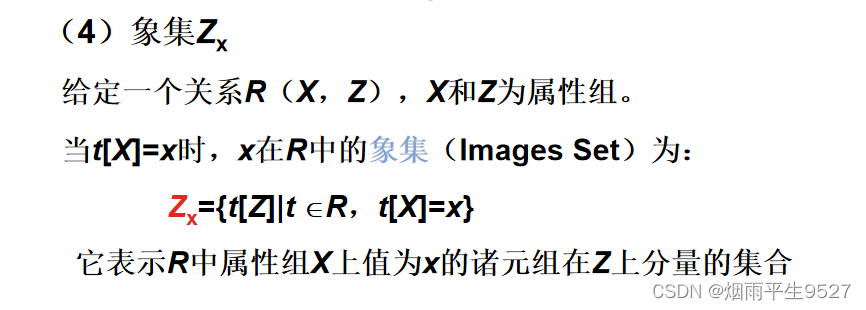 （4）象集Zx
给定一个关系R（X，Z），X和Z为属性组。
当t[X]=x时，x在R中的象集（Images Set）为：
Zx={t[Z]|t ∈R，t[X]=x}
它表示R中属性组X上值为x的诸元组在Z上分量的集合
CSDN @烟雨平生9527